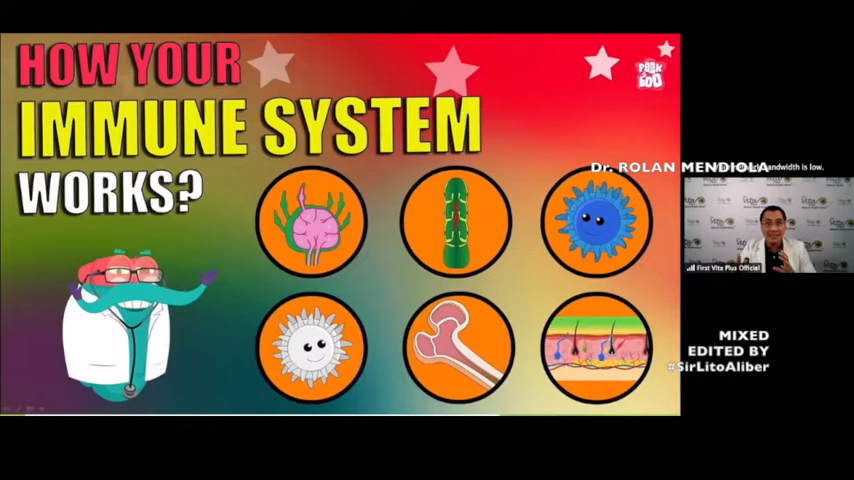 HOW YOUR
IMMUNE SYSTEM
WORKS?
PEEK
A
BOO
Dr. ROLAN MENDIOLA
bandwidth is low.
First Vita Plus Official
MIXED
EDITED BY
#SirLitoAliber